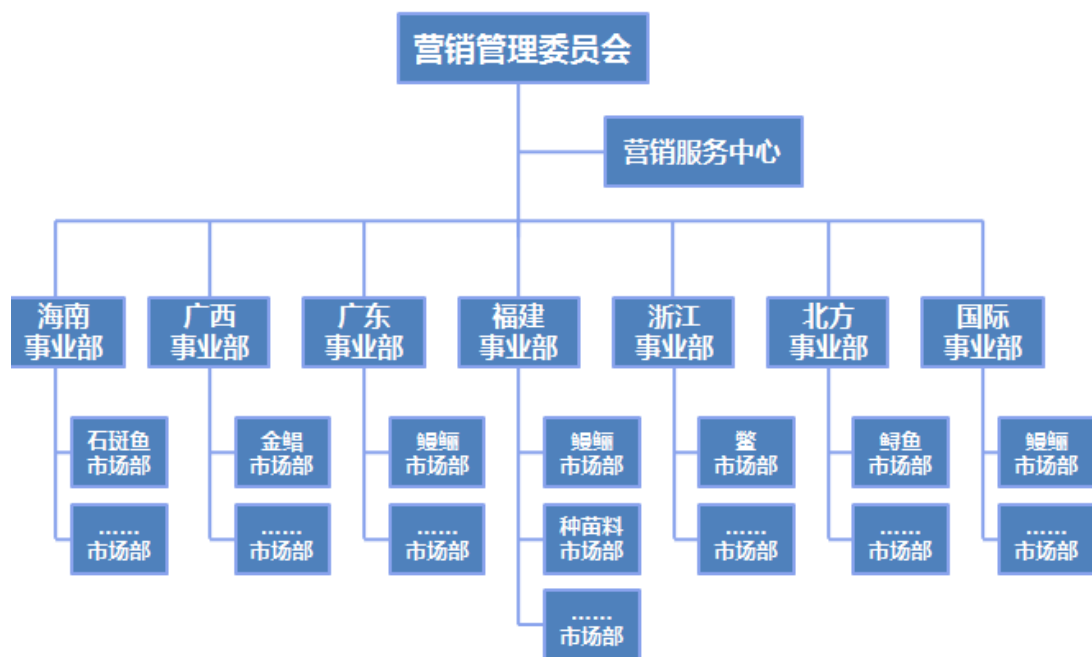 营销管理委员会
营销服务中心
海南
事业部
广西
事业部
广东
事业部
福建
事业部
浙江
事业部
北方
事业部
国际
事业部
石斑鱼
市场部
金鲳
市场部
鳗鲡
市场部
鳗鲡
市场部
鳖
市场部
鲟鱼
市场部
鳗鲡
市场部
……
市场部
……
市场部
……
市场部
种苗料
市场部
……
市场部
……
市场部
……
市场部
……
市场部